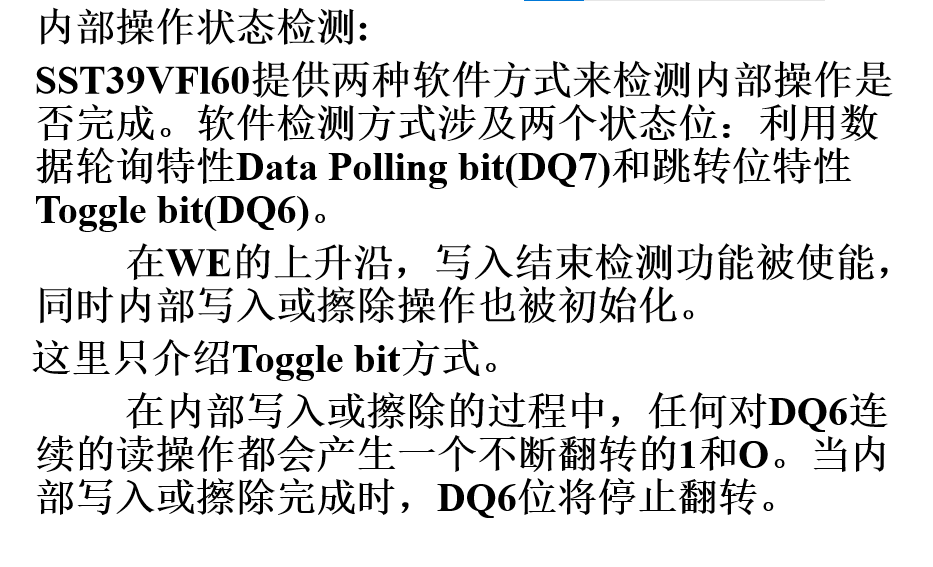 内部操作状态检测:
SST39VFl60提供两种软件方式来检测内部操作是
否完成。软件检测方式涉及两个状态位：利用数
据轮询特性Data Polling bit(DQ7)和跳转位特性
Toggle bit(DQ6)。
在WE的上升沿，写入结束检测功能被使能，
同时内部写入或擦除操作也被初始化。
这里只介绍Toggle bit方式。
在内部写入或擦除的过程中，任何对DQ6连
续的读操作都会产生一个不断翻转的1和O。当内
部写入或擦除完成时，DQ6位将停止翻转。